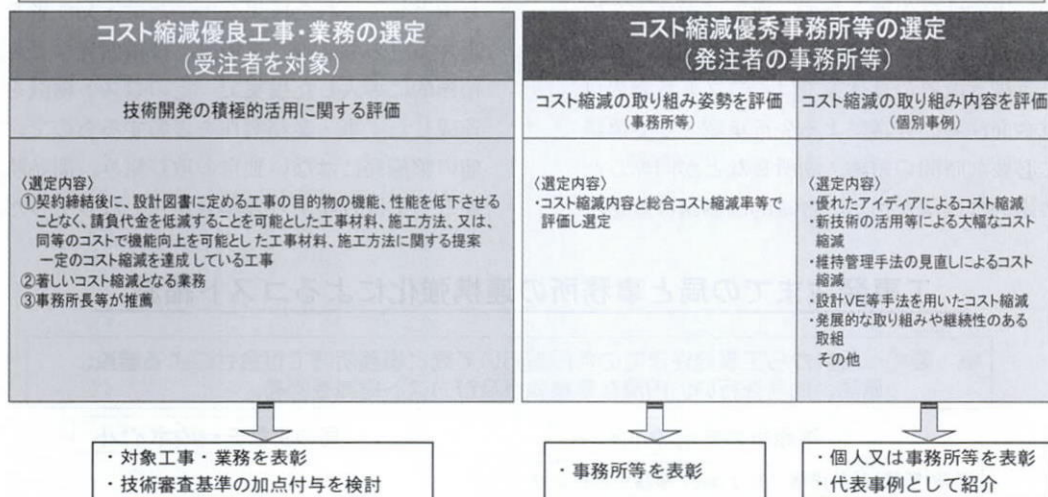 コスト縮減優良工事・業務の選定
(受注者を対象)
技術開発の積極的活用に関する評価
〈選定内容〉
①契約締結後に、設計図書に定める工事の目的物の機能、性能を低下させる
ことなく、請負代金を低減することを可能とした工事材料、施工方法、又は、
同等のコストで機能向上を可能とした工事材料、施工方法に関する提案
一定のコスト縮減を達成している工事
②著しいコスト縮減となる業務
③事務所長等が推薦
・対象工事・業務を表彰
・技術審査基準の加点付与を検討
コスト縮減優秀事務所等の選定
(発注者の事務所等)
コスト縮減の取り組み姿勢を評価
(事務所等)
〈選定内容〉
・コスト縮減内容と総合コスト縮減率等で
評価し選定
・事務所等を表彰
コスト縮減の取り組み内容を評価
(個別事例)
〈選定内容〉
・優れたアイディアによるコスト縮減
・新技術の活用等による大幅なコスト
縮減
・維持管理手法の見直しによるコスト
縮減
・設計VE等手法を用いたコスト縮減
・発展的な取り組みや継続性のある
取組
その他
・個人又は事務所等を表彰
・代表事例として紹介